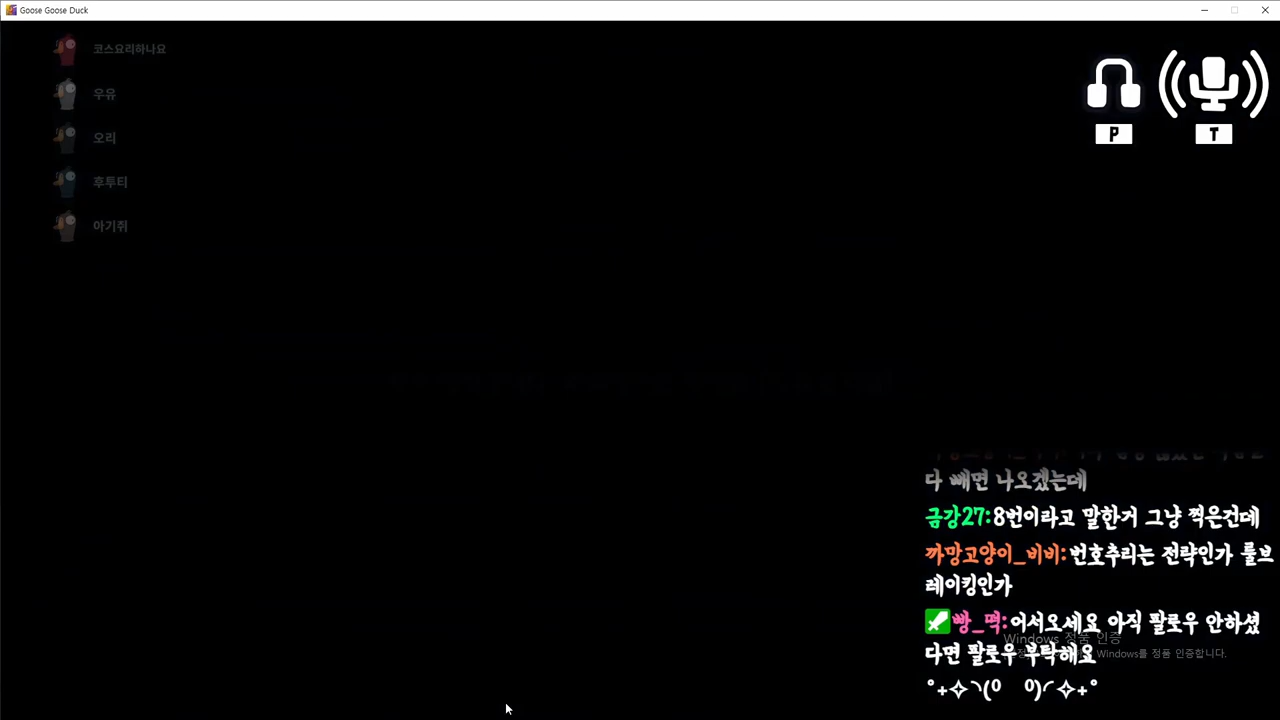 Goose Goose Duck
코스요리하나요
우유
오리
후투티
아기쥐
P
T
다 빼면 나오겠는데
금강27:8번이라고 말한거 그냥 찍은건데
까망고양이_비비:번호추리는 전략인가 룰브
레이킹인가
빵_떡:어서오세요 아직 팔로우 안하셨
Windows 정품 인증
다면 팔로우 부탁해요
Windows를 정품 인증합니다.
°+✧◝(⁰ ⁰)◜✧+°